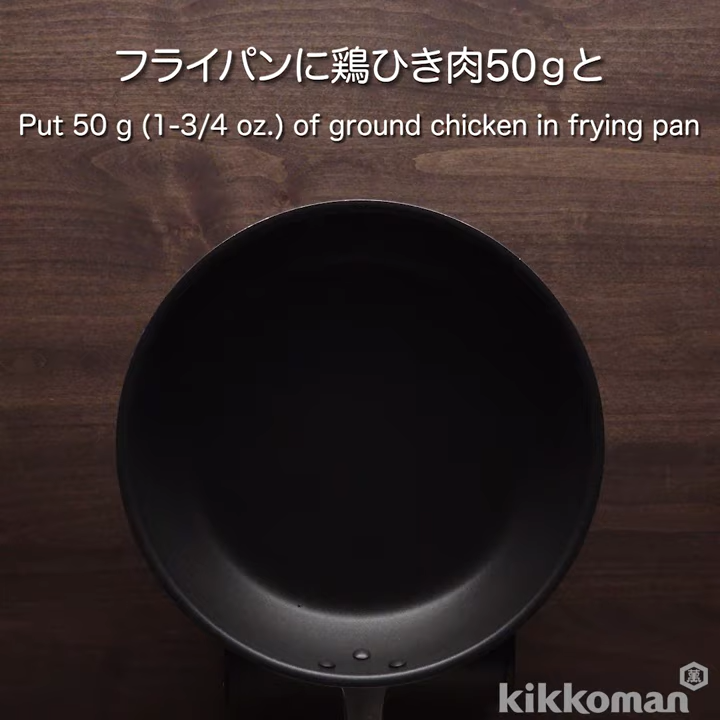 フライパンに鶏ひき肉50gと
Put 50 g (1-3/4 oz.) of ground chicken in frying pan
萬
kikkoman